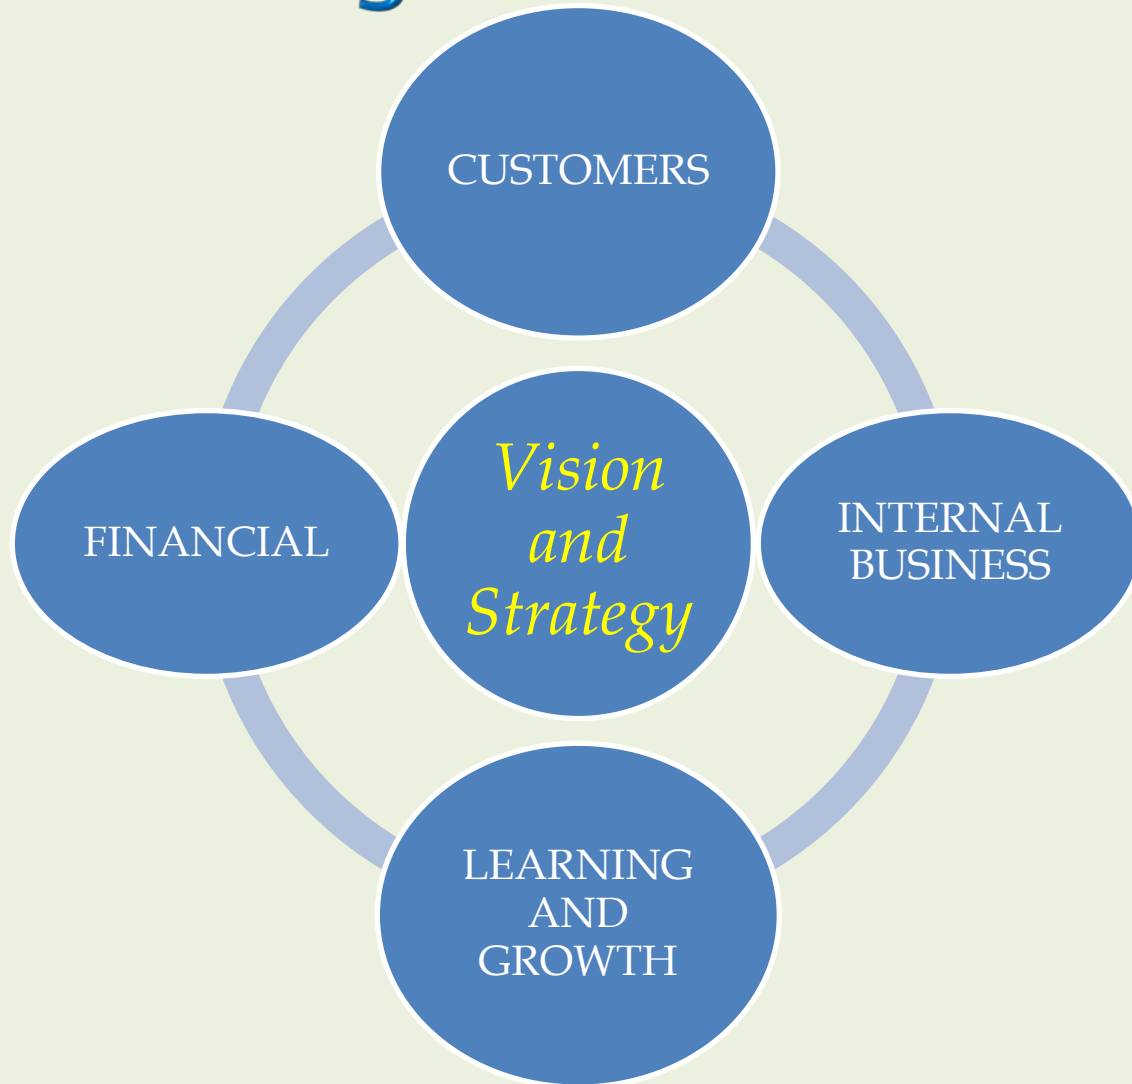 CUSTOMERS
FINANCIAL
Vision
and
Strategy
INTERNAL
BUSINESS
LEARNING
AND
GROWTH